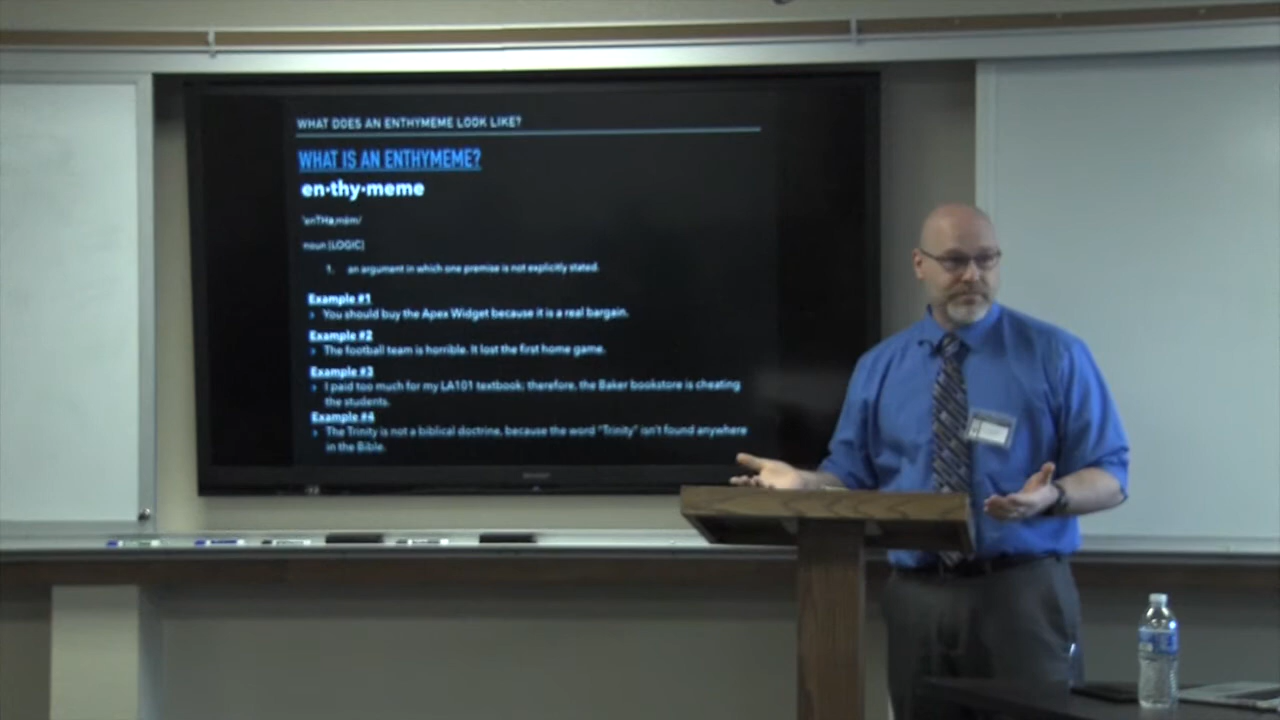 WHAT DOES AN ENTHYMEME LOOK LIKE?
WHAT IS AN ENTHYMEME?
en·thy·meme
noun [LOGIC]
1. an argument in which one premise is not explicitly stated.
Example #1
You should buy the Apex Widget because it is a real bargain.
Example #2
The football team is horrible. It lost the first home game.
Example #3
I paid too much for my LA101 textbook; therefore, the Baker bookstore is cheating
the students.
Example #4
The Trinity is not a biblical doctrine, because the word "Trinity" isn't found anywhere
in the Bible.